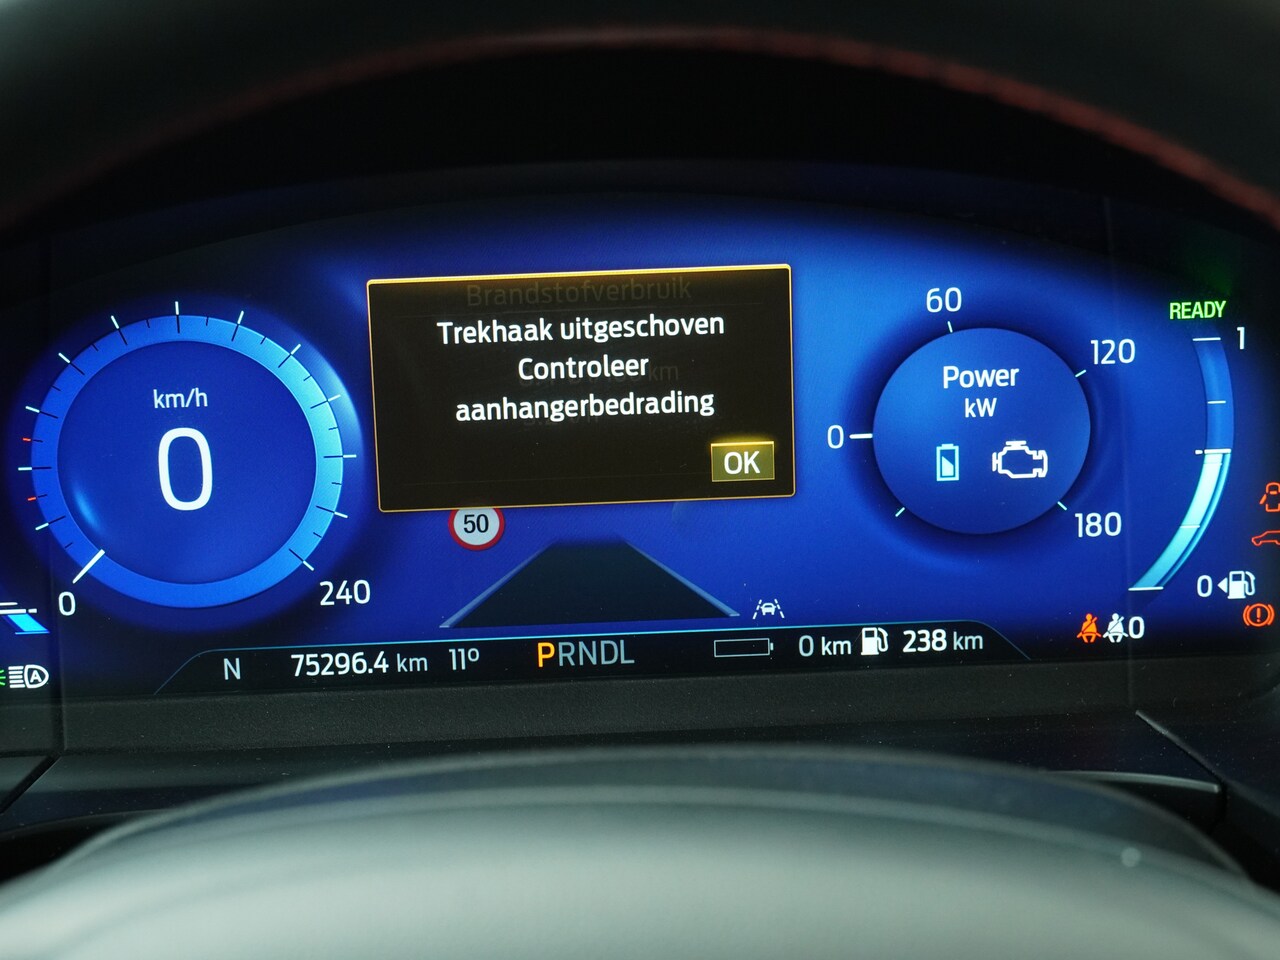 Brandstofverbruik
Trekhaak uitgeschoven
Controleer
aanhangerbedrading
OK
km/h
0
0
240
50
60
120
0
180
Power
kW
READY
1
0
0
N 75296.4 km 11º PRNDL 0 km 238 km